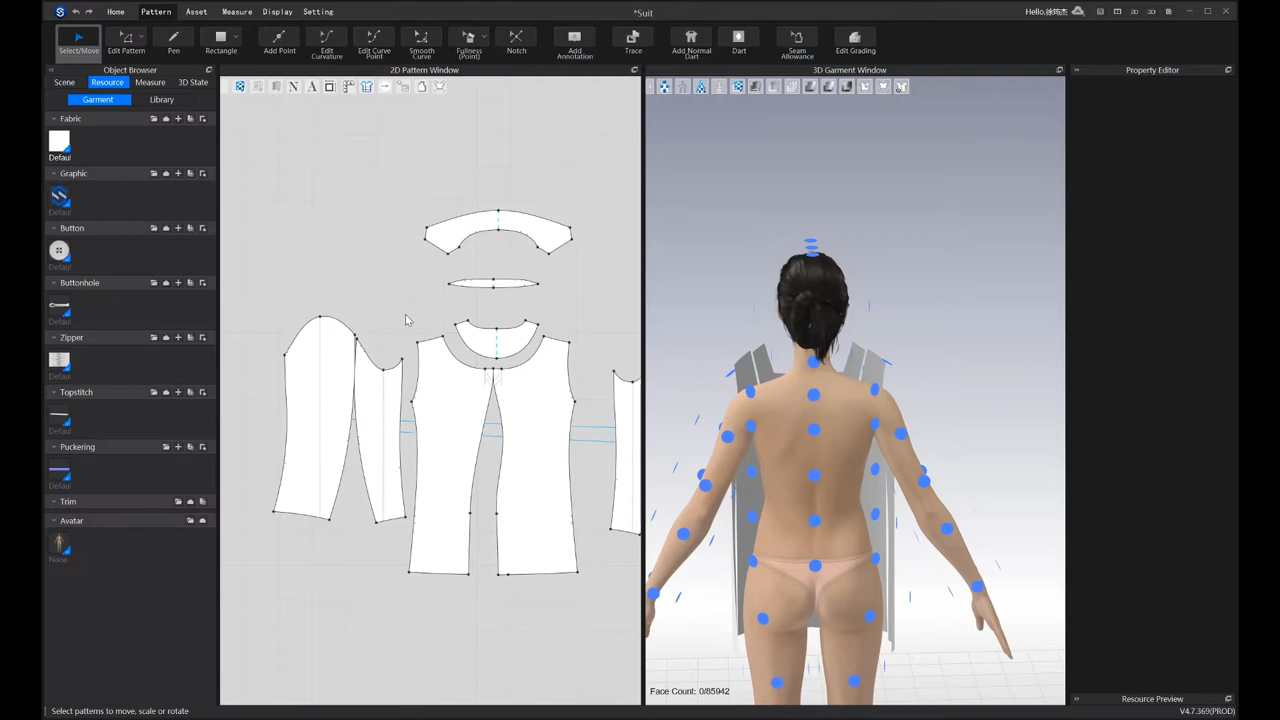 Home Pattern Asset Measure Display Setting
*Suit
Hello,徐炜杰
Select/Move
Edit Pattern
Pen
Rectangle
Add Point
Edit Curvature
Edit Curve Point
Smooth Curve
Fullness (Point)
Notch
Add Annotation
Trace
Add Normal Dart
Dart
Seam Allowance
Edit Grading
Object Browser
2D Pattern Window
3D Garment Window
Property Editor
Scene Resource Measure 3D State
Garment Library
Fabric
Defaul
Graphic
Defaul
Button
Defaul
Buttonhole
Defaul
Zipper
Defaul
Topstitch
Defaul
Puckering
Defaul
Trim
Avatar
Nana
Face Count: 0/85942
Resource Preview
Select patterns to move, scale or rotate
V4.7.369(PROD)